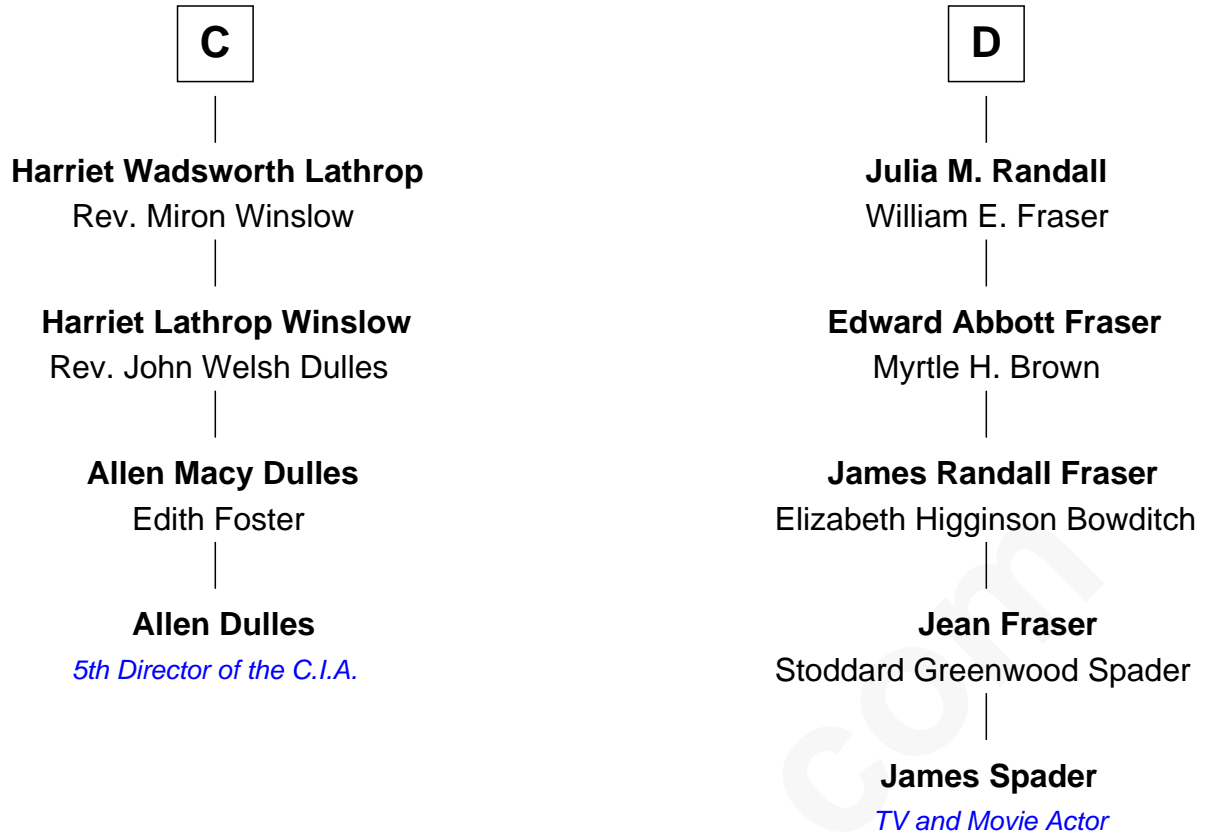 C
Harriet Wadsworth Lathrop
Rev. Miron Winslow
Harriet Lathrop Winslow
Rev. John Welsh Dulles
Allen Macy Dulles
Edith Foster
Allen Dulles
5th Director of the C.I.A.
D
Julia M. Randall
William E. Fraser
Edward Abbott Fraser
Myrtle H. Brown
James Randall Fraser
Elizabeth Higginson Bowditch
Jean Fraser
Stoddard Greenwood Spader
James Spader
TV and Movie Actor
com